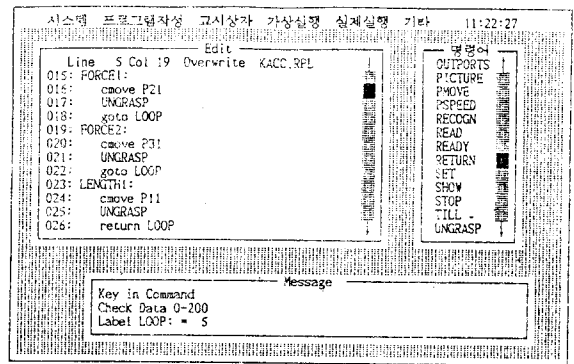 시스템 프로그램작성 교시상자 가상실행 실제실행 기타 11:22:27
Edit
Line 5 Col 19 Overwrite KACC.RPL
015: FORCE1:
016: cmove P21
017: UNGRASP
018: goto LOOP
019: FORCE2:
020: cmove P31
021: UNGRASP
022: goto LOOP
023: LENGTH1:
024: cmove P11
025: UNGRASP
026: return LOOP
명령어
OUTPORTS
PICTURE
PMOVE
PSPEED
RECOGN
READ
READY
RETURN
SET
SHOW
STOP
TILL
UNGRASP
Message
Key in Command
Check Data 0-200
Label LOOP: = 5